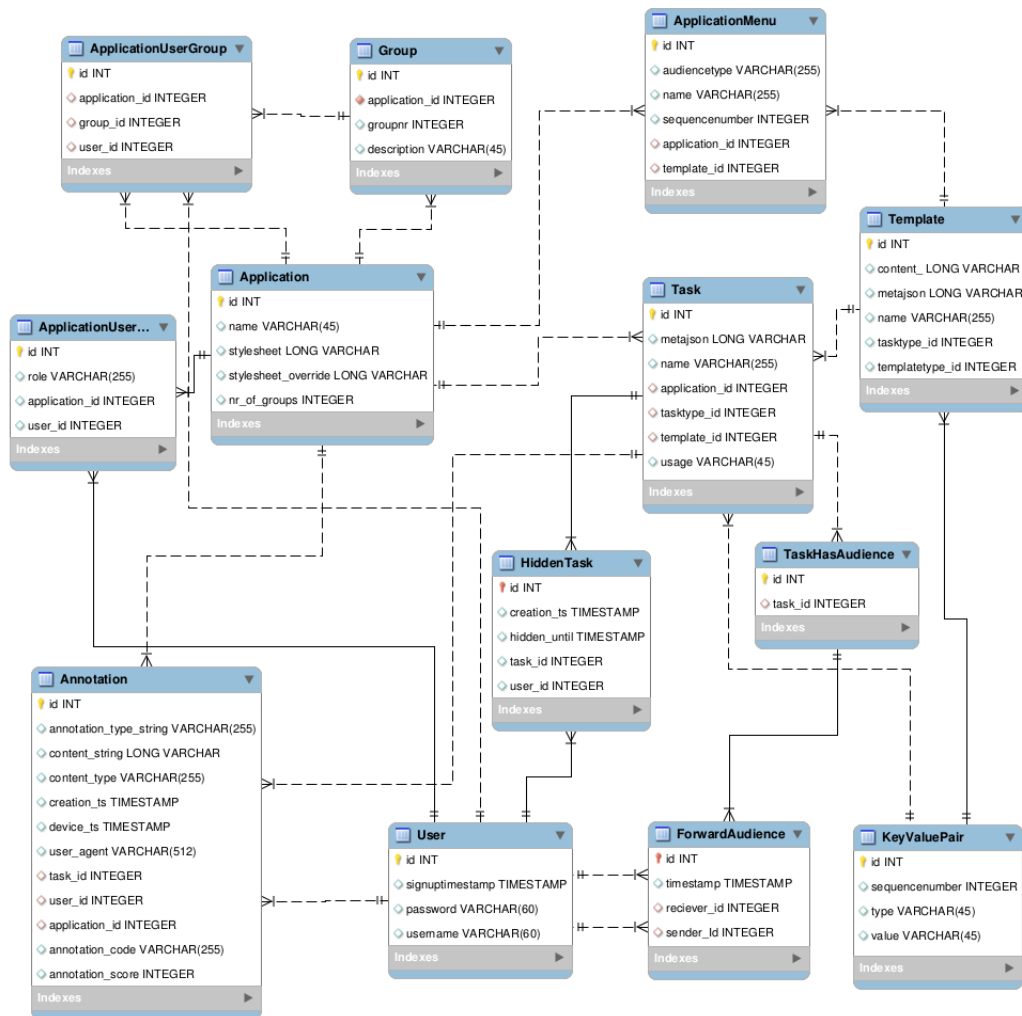 ApplicationUserGroup
id INT
application_id INTEGER
group_id INTEGER
user_id INTEGER
Indexes
Group
id INT
application_id INTEGER
groupnr INTEGER
description VARCHAR(45)
Indexes
ApplicationMenu
id INT
audiencetype VARCHAR(255)
name VARCHAR(255)
sequencenumber INTEGER
application_id INTEGER
template_id INTEGER
Indexes
Template
id INT
content_ LONG VARCHAR
metajson LONG VARCHAR
name VARCHAR(255)
tasktype_id INTEGER
templatetype_id INTEGER
Indexes
Application
id INT
name VARCHAR(45)
stylesheet LONG VARCHAR
stylesheet_override LONG VARCHAR
nr_of_groups INTEGER
Indexes
Task
id INT
metajson LONG VARCHAR
name VARCHAR(255)
application_id INTEGER
tasktype_id INTEGER
template_id INTEGER
usage VARCHAR(45)
Indexes
ApplicationUser...
id INT
role VARCHAR(255)
application_id INTEGER
user_id INTEGER
Indexes
HiddenTask
id INT
creation_ts TIMESTAMP
hidden_until TIMESTAMP
task_id INTEGER
user_id INTEGER
Indexes
TaskHasAudience
id INT
task_id INTEGER
Indexes
Annotation
id INT
annotation_type_string VARCHAR(255)
content_string LONG VARCHAR
content_type VARCHAR(255)
creation_ts TIMESTAMP
device_ts TIMESTAMP
user_agent VARCHAR(512)
task_id INTEGER
user_id INTEGER
application_id INTEGER
annotation_code VARCHAR(255)
annotation_score INTEGER
Indexes
User
id INT
signuptimestamp TIMESTAMP
password VARCHAR(60)
username VARCHAR(60)
Indexes
ForwardAudience
id INT
timestamp TIMESTAMP
reciever_id INTEGER
sender_Id INTEGER
Indexes
KeyValuePair
id INT
sequencenumber INTEGER
type VARCHAR(45)
value VARCHAR(45)
Indexes